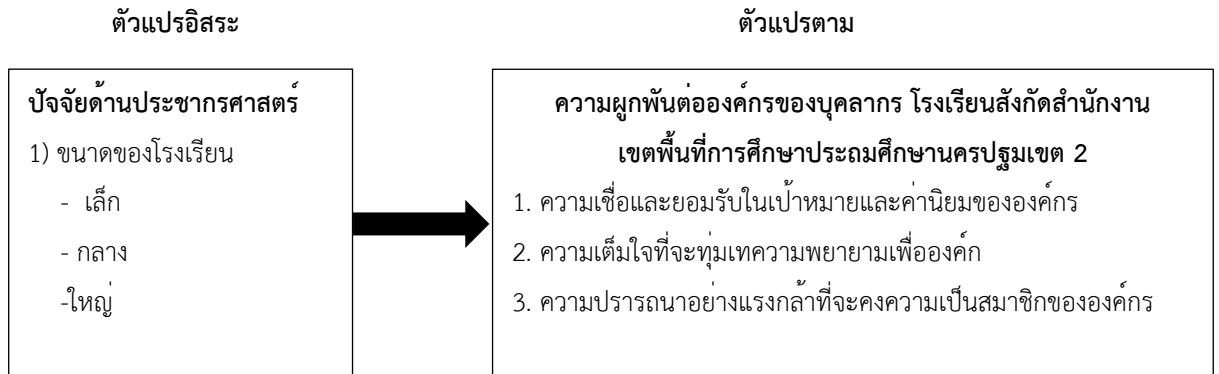 ตัวแปรอิสระ
ตัวแปรตาม
ปัจจัยด้านประชากรศาสตร์
1) ขนาดของโรงเรียน
- เล็ก
- กลาง
-ใหญ่
ความผูกพันต่อองค์กรของบุคลากร โรงเรียนสังกัดสำนักงาน
เขตพื้นที่การศึกษาประถมศึกษานครปฐมเขต 2
1. ความเชื่อและยอมรับในเป้าหมายและค่านิยมขององค์กร
2. ความเต็มใจที่จะทุ่มเทความพยายามเพื่อองค์ก
3. ความปรารถนาอย่างแรงกล้าที่จะคงความเป็นสมาชิกขององค์กร